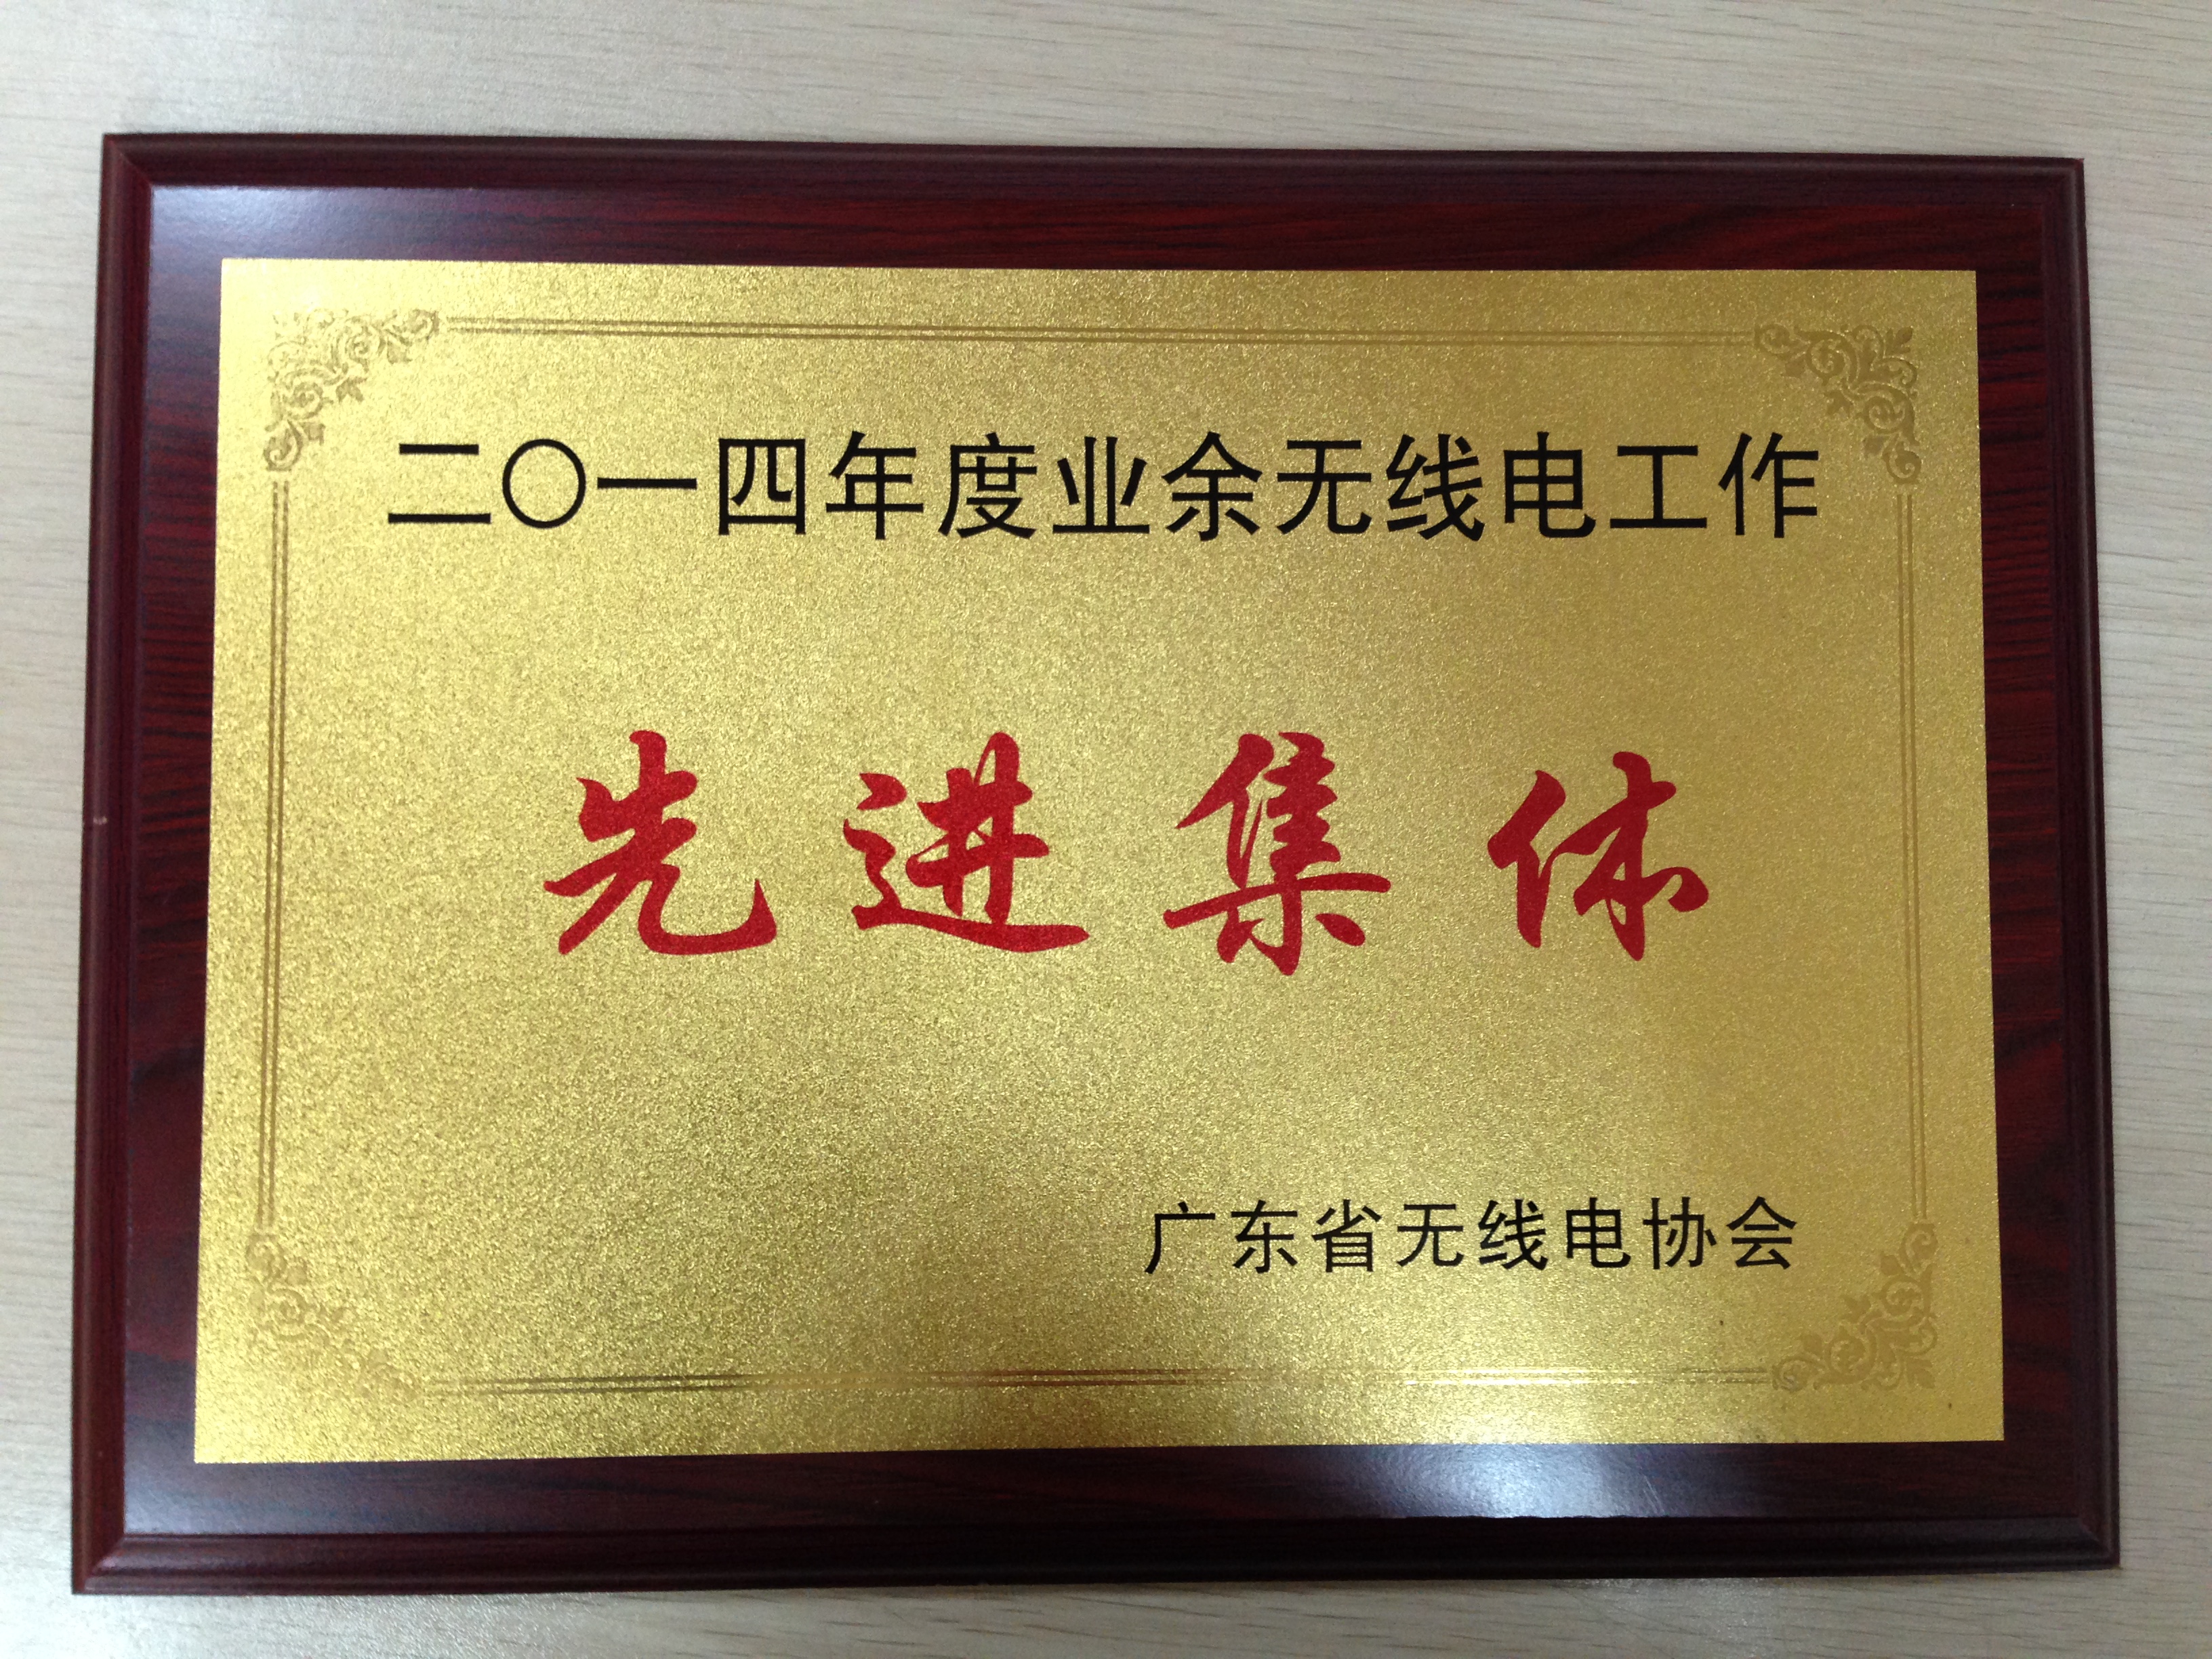 二〇一四年度业余无线电工作
先进集体
广东省无线电协会